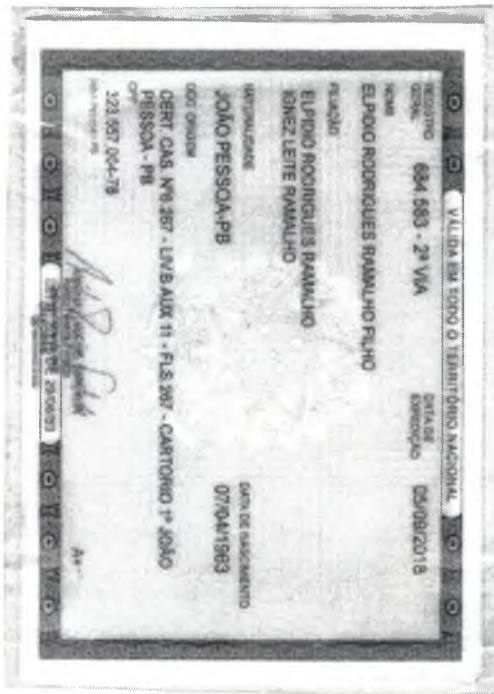 VÁLIDA EM TODO O TERRITÓRIO NACIONAL
REGISTRO GERAL 684 583 - 2ª VIA DATA DE EXPEDIÇÃO 05/09/2018
NOME
ELPIDIO RODRIGUES RAMALHO FILHO
FILIAÇÃO
ELPIDIO RODRIGUES RAMALHO
IGNEZ LEITE RAMALHO
NATURALIDADE DATA DE NASCIMENTO
JOÃO PESSOA-PB 07/04/1963
DOC ORIGEM
CERT. CAS. Nº6.267 - LIV.B AUX 11 - FLS 267 - CARTORIO 1º JOÃO
PESSOA - PB
CPF
323 557 004-78
A+